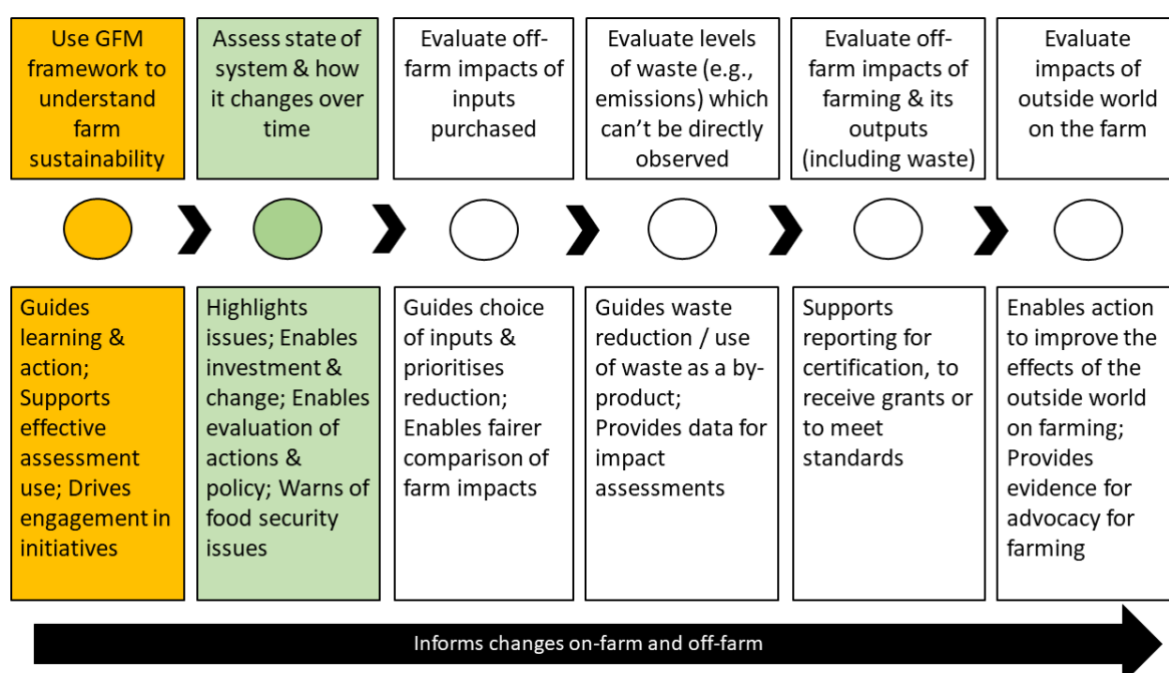 Use GFM
framework to
understand
farm
sustainability
Assess state of
system & how
it changes over
time
Evaluate off-
farm impacts of
inputs
purchased
Evaluate levels
of waste (e.g.,
emissions) which
can’t be directly
observed
Evaluate off-
farm impacts of
farming & its
outputs
(including waste)
Evaluate
impacts of
outside world
on the farm
Guides
learning &
action;
Supports
effective
assessment
use; Drives
engagement in
initiatives
Highlights
issues; Enables
investment &
change; Enables
evaluation of
actions &
policy; Warns of
food security
issues
Guides choice
of inputs &
prioritises
reduction;
Enables fairer
comparison of
farm impacts
Guides waste
reduction / use
of waste as a by-
product;
Provides data for
impact
assessments
Supports
reporting for
certification, to
receive grants or
to meet
standards
Enables action
to improve the
effects of the
outside world
on farming;
Provides
evidence for
advocacy for
farming
Informs changes on-farm and off-farm